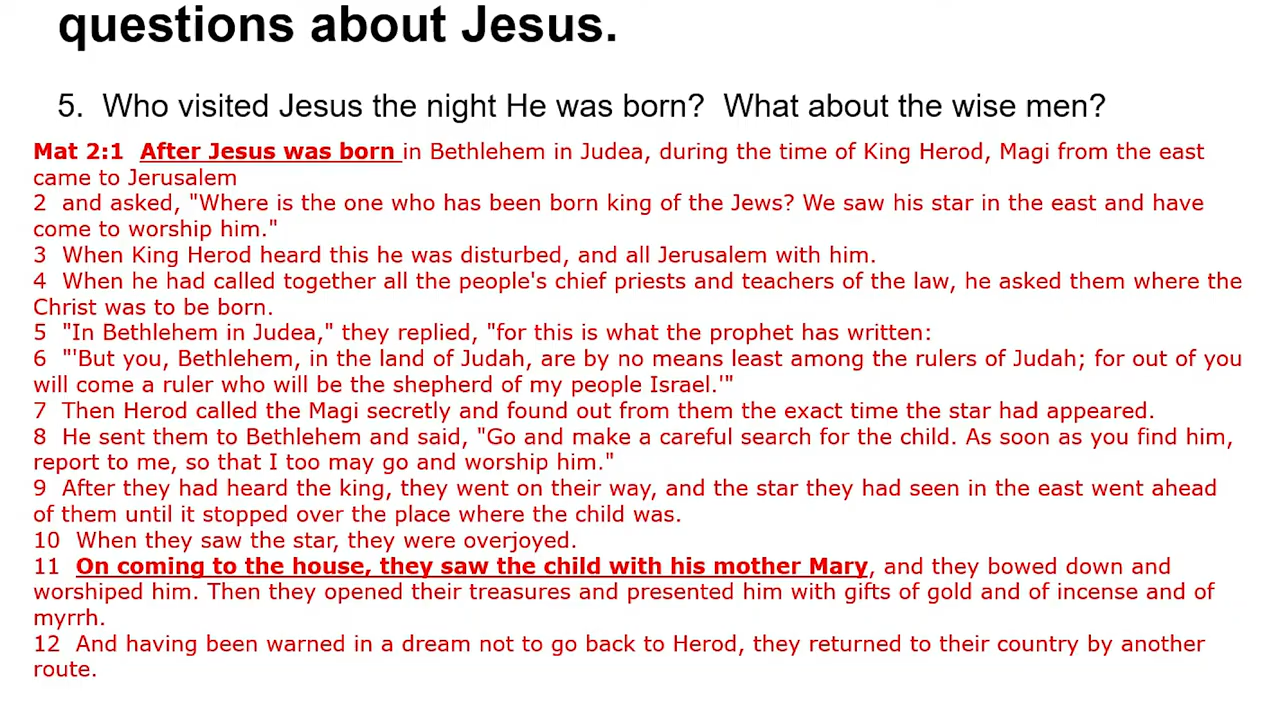 questions about Jesus.
5. Who visited Jesus the night He was born? What about the wise men?
Mat 2:1 After Jesus was born in Bethlehem in Judea, during the time of King Herod, Magi from the east
came to Jerusalem
2 and asked, "Where is the one who has been born king of the Jews? We saw his star in the east and have
come to worship him."
3 When King Herod heard this he was disturbed, and all Jerusalem with him.
4 When he had called together all the people's chief priests and teachers of the law, he asked them where the
Christ was to be born.
5 "In Bethlehem in Judea," they replied, "for this is what the prophet has written:
6 "'But you, Bethlehem, in the land of Judah, are by no means least among the rulers of Judah; for out of you
will come a ruler who will be the shepherd of my people Israel.'"
7 Then Herod called the Magi secretly and found out from them the exact time the star had appeared.
8 He sent them to Bethlehem and said, "Go and make a careful search for the child. As soon as you find him,
report to me, so that I too may go and worship him."
9 After they had heard the king, they went on their way, and the star they had seen in the east went ahead
of them until it stopped over the place where the child was.
10 When they saw the star, they were overjoyed.
11 On coming to the house, they saw the child with his mother Mary, and they bowed down and
worshiped him. Then they opened their treasures and presented him with gifts of gold and of incense and of
myrrh.
12 And having been warned in a dream not to go back to Herod, they returned to their country by another
route.